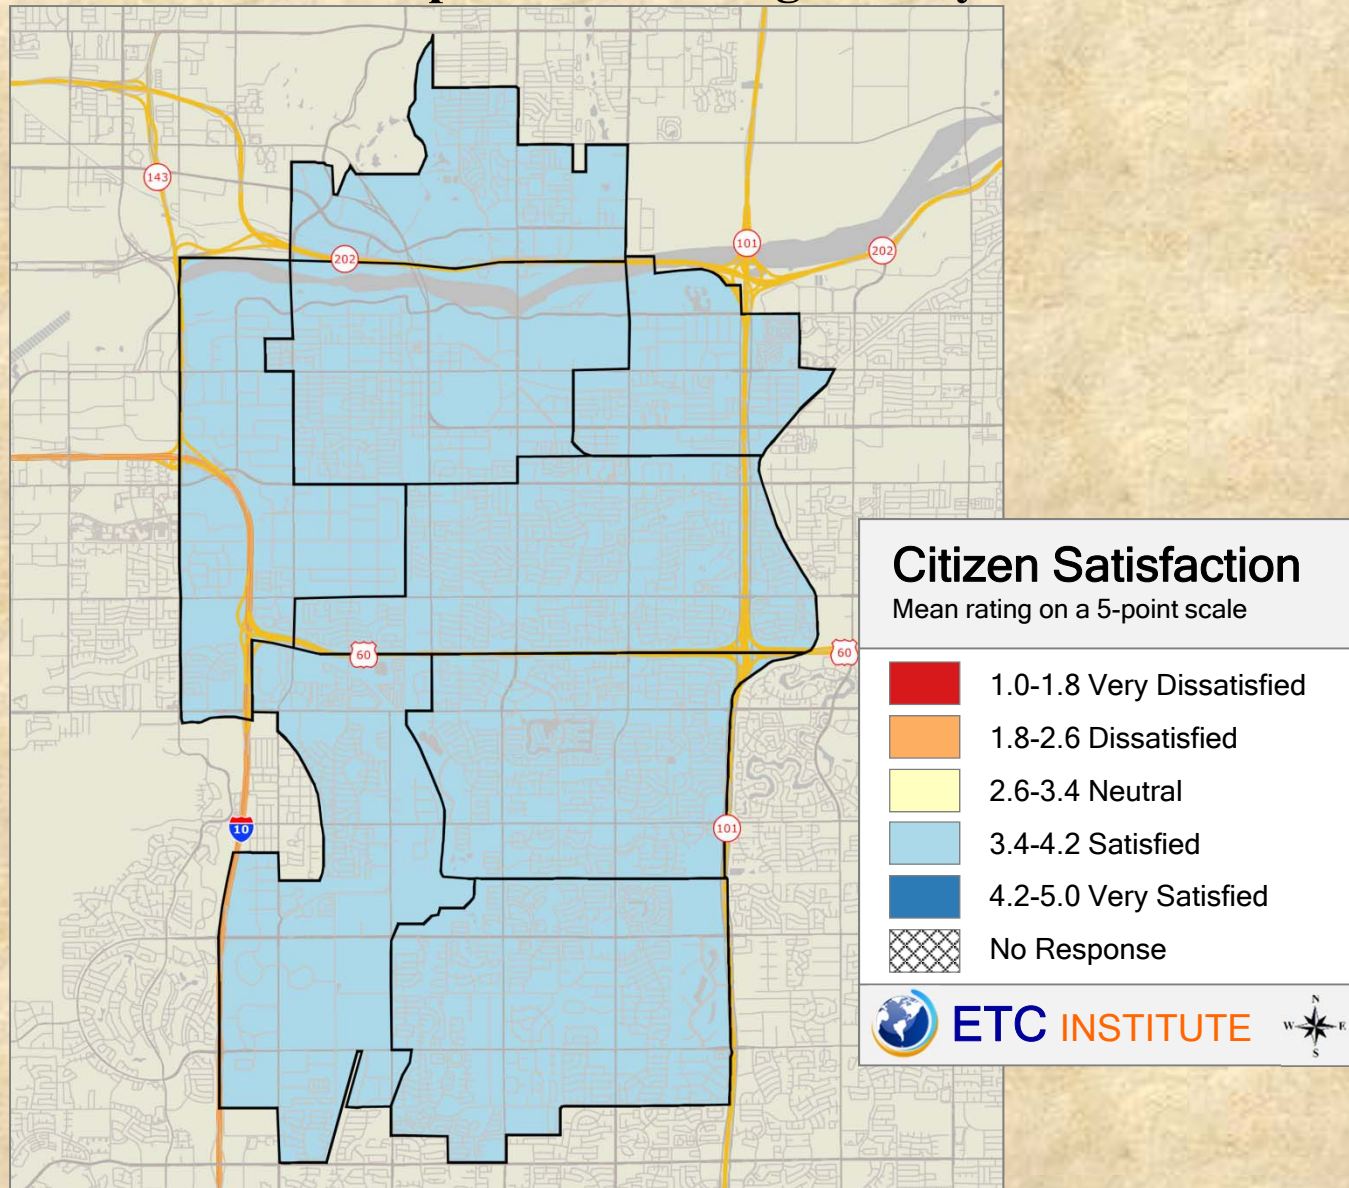 143
202
101
202
60
60
10
101
Citizen Satisfaction
Mean rating on a 5-point scale
1.0-1.8 Very Dissatisfied
1.8-2.6 Dissatisfied
2.6-3.4 Neutral
3.4-4.2 Satisfied
4.2-5.0 Very Satisfied
No Response
ETC INSTITUTE
N
W E
S